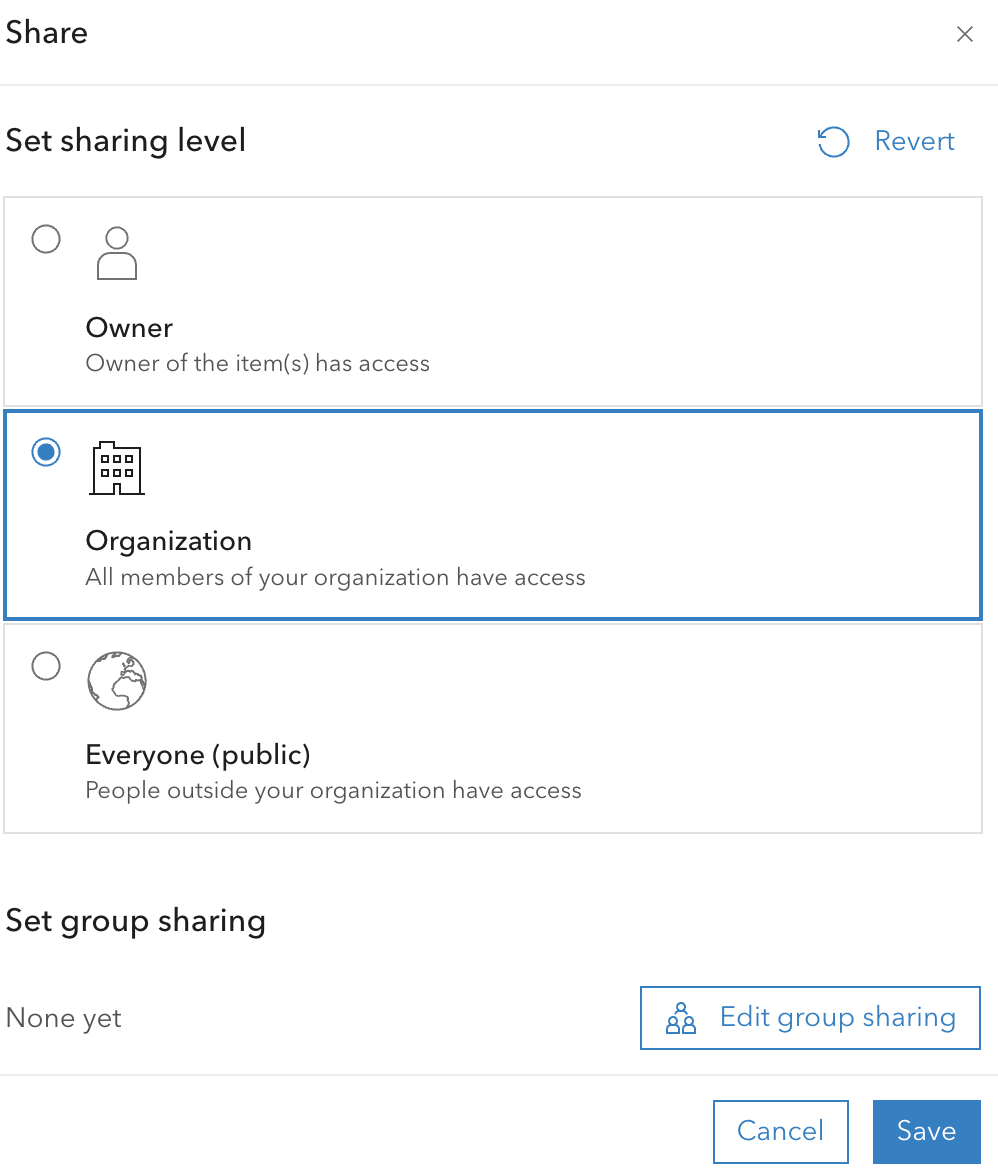 Share
Set sharing level
Revert
Owner
Owner of the item(s) has access
Organization
All members of your organization have access
Everyone (public)
People outside your organization have access
Set group sharing
None yet
Edit group sharing
Cancel
Save